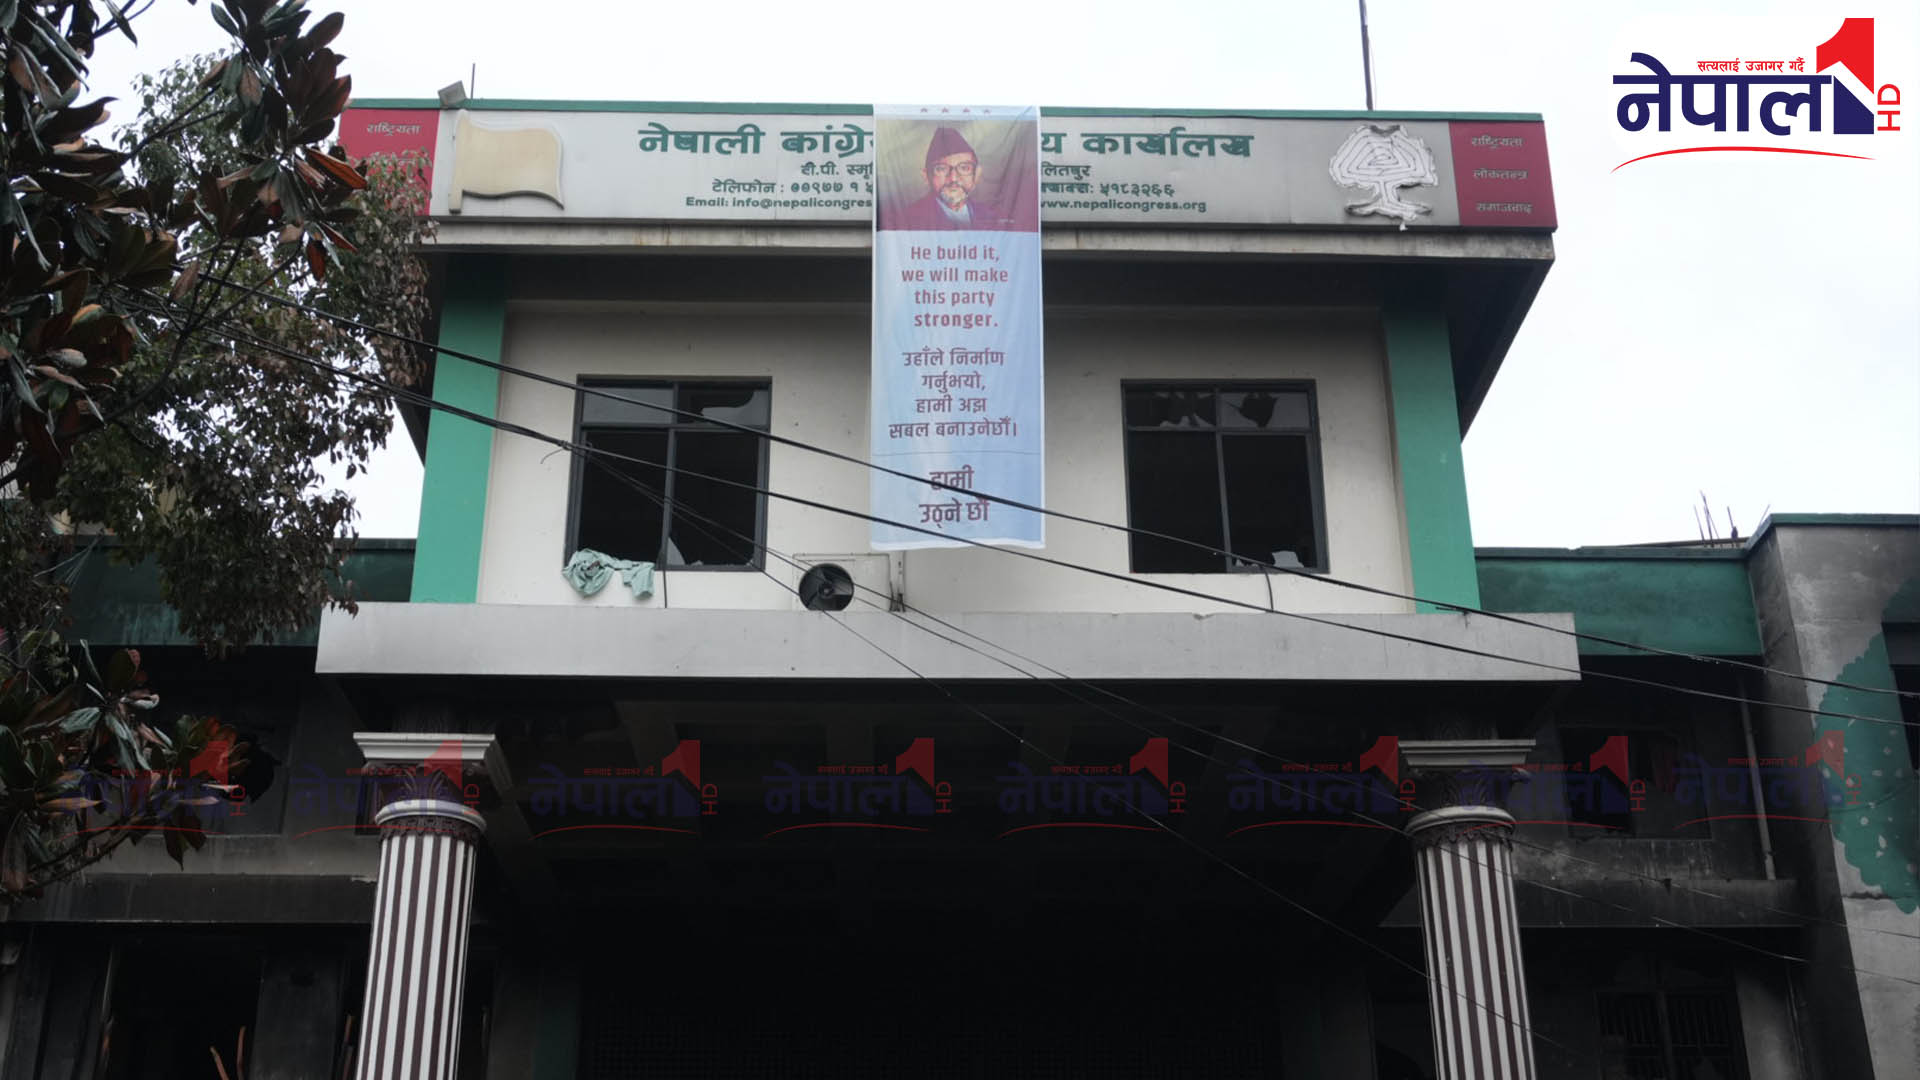 सत्यलाई उजागर गर्दै
नेपाल 1 HD
राष्ट्रियता
नेपाली कांग्रे
य कार्यालय
बी.पी. स्मृ
लितपुर
टेलिफोन : ००९७७ १ ५
फ्याक्स: ५१८३२६६
Email: info@nepalicongres
www.nepalicongress.org
राष्ट्रियता
लोकतन्त्र
समाजवाद
He build it,
we will make
this party
stronger.
उहाँले निर्माण
गर्नुभयो,
हामी अझ
सबल बनाउनेछौँ।
हामी
उठ्ने छौँ